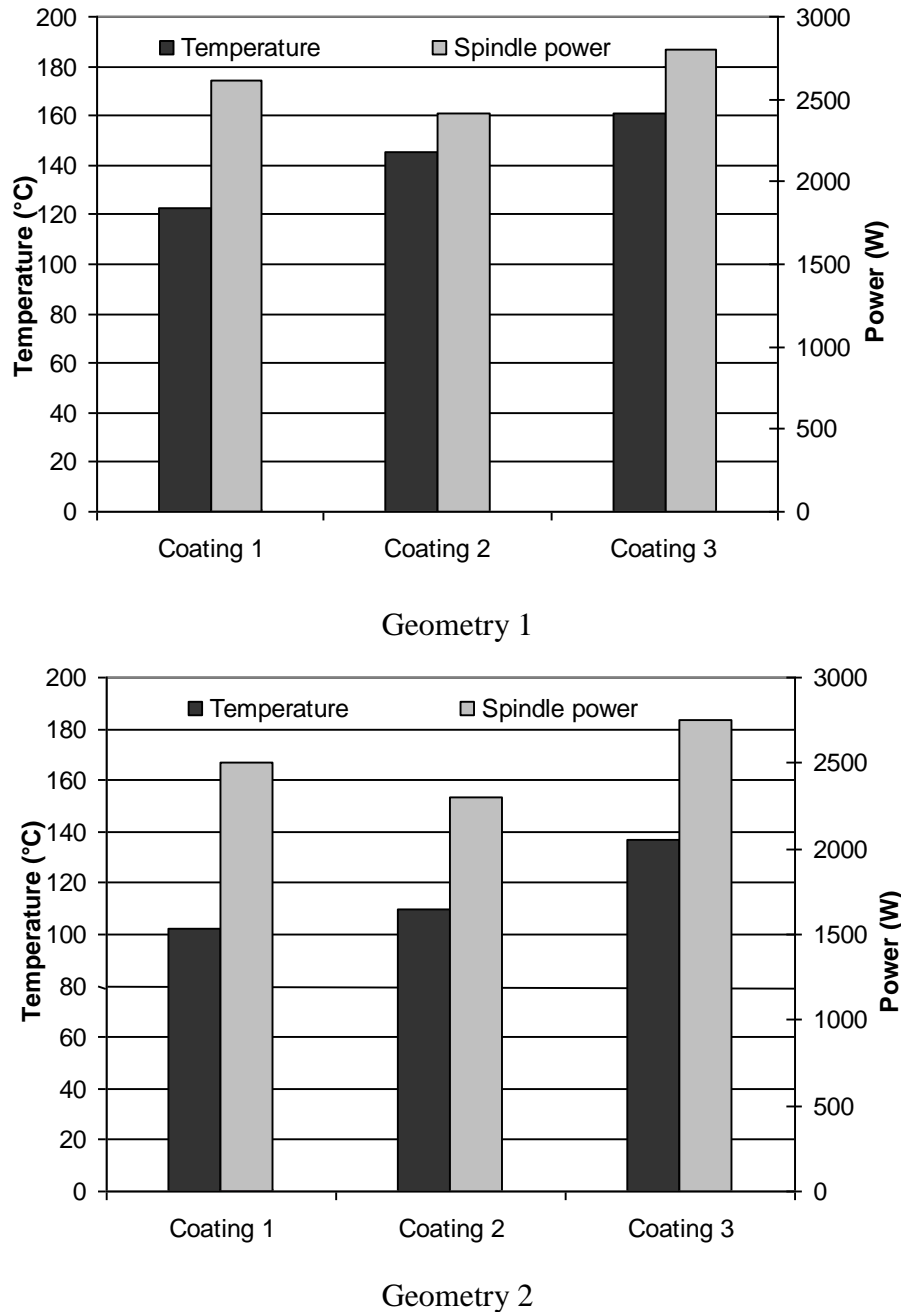 200
180
160
140
120
100
80
60
40
20
0
Temperature (°C)
Temperature
Spindle power
3000
2500
2000
1500
1000
500
0
Power (W)
Coating 1
Coating 2
Coating 3
Geometry 1
200
180
160
140
120
100
80
60
40
20
0
Temperature (°C)
Temperature
Spindle power
3000
2500
2000
1500
1000
500
0
Power (W)
Coating 1
Coating 2
Coating 3
Geometry 2